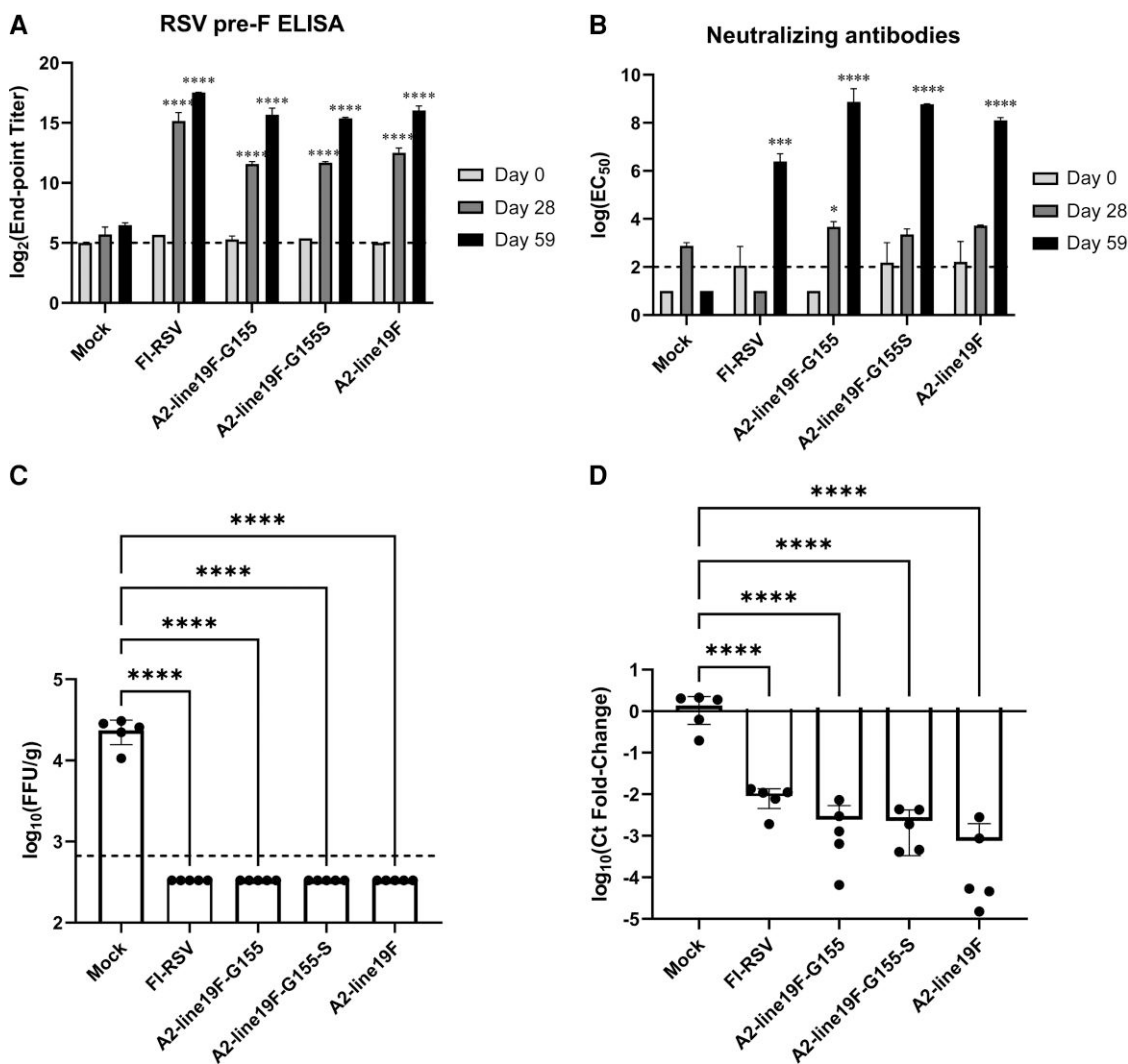 A
RSV pre-F ELISA
log2(End-point Titer)
20
15
10
5
0
**** **** **** **** **** **** **** ****
Mock
FI-RSV
A2-line19F-G155
A2-line19F-G155S
A2-line19F
Day 0
Day 28
Day 59
B
Neutralizing antibodies
log(EC50)
10
8
6
4
2
0
*** * **** **** ****
Mock
FI-RSV
A2-line19F-G155
A2-line19F-G155S
A2-line19F
Day 0
Day 28
Day 59
C
****
****
****
****
log10(FFU/g)
5
4
3
2
Mock
FI-RSV
A2-line19F-G155
A2-line19F-G155-S
A2-line19F
D
****
****
****
****
log10(Ct Fold-Change)
1
0
-1
-2
-3
-4
-5
Mock
FI-RSV
A2-line19F-G155
A2-line19F-G155-S
A2-line19F